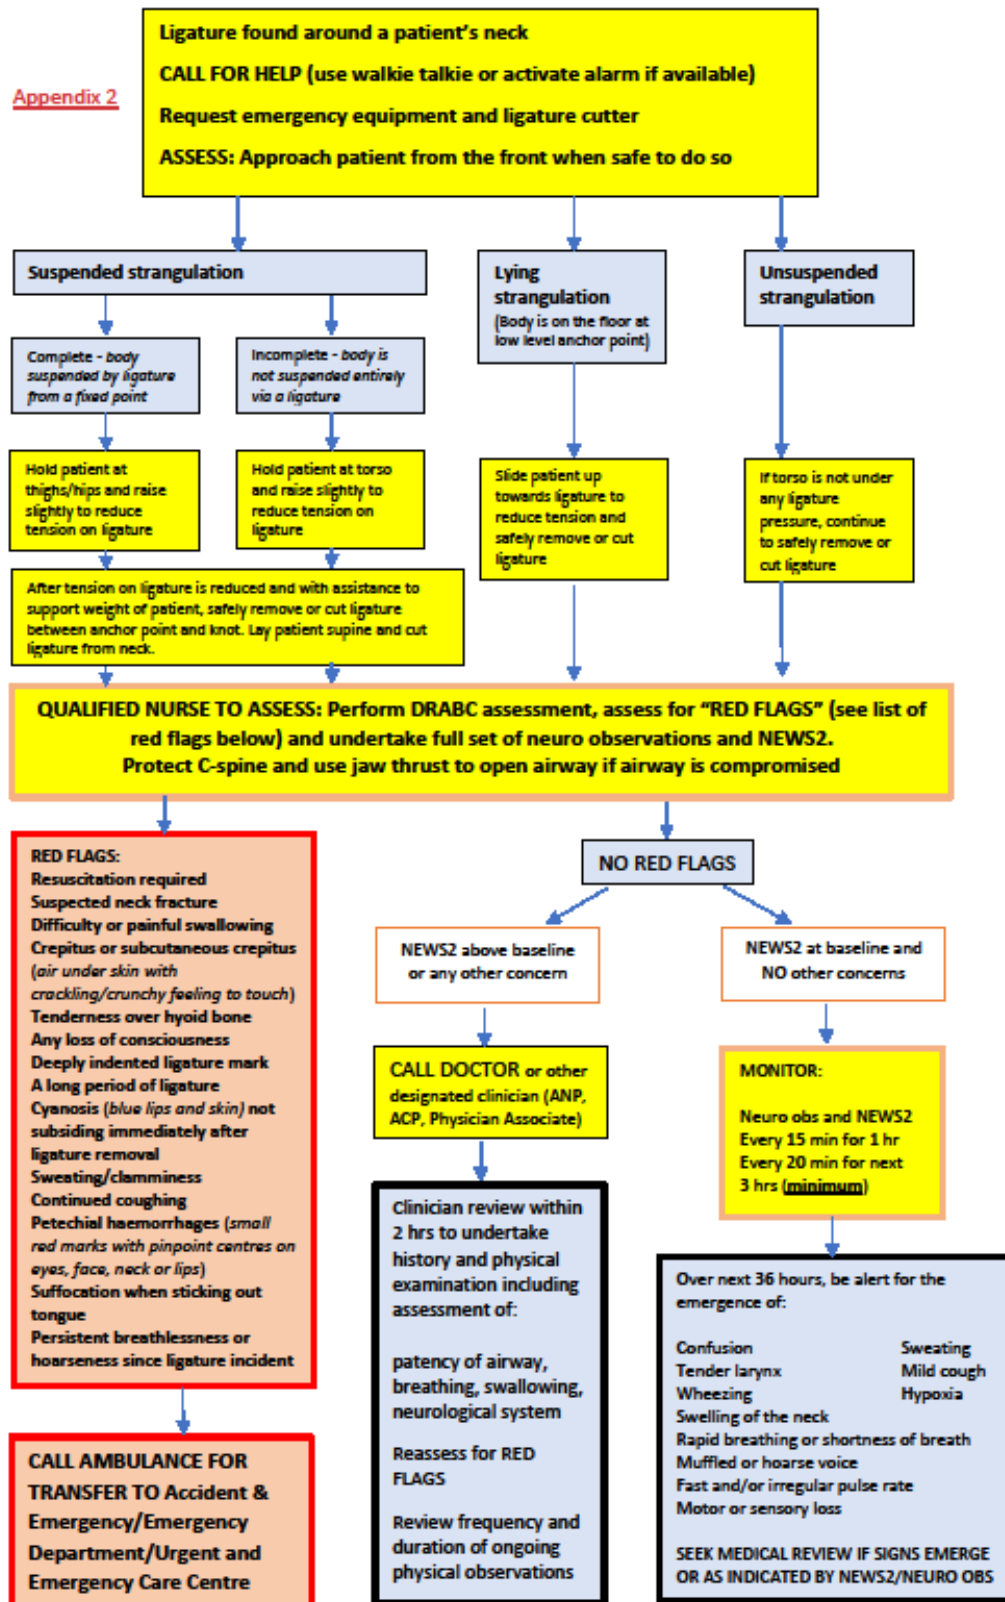 Appendix 2
Ligature found around a patient's neck
CALL FOR HELP (use walkie talkie or activate alarm if available)
Request emergency equipment and ligature cutter
ASSESS: Approach patient from the front when safe to do so
Suspended strangulation
Lying
strangulation
(Body is on the floor at
low level anchor point)
Unsuspended
strangulation
Complete - body
suspended by ligature
from a fixed point
Incomplete - body is
not suspended entirely
via a ligature
Hold patient at
thighs/hips and raise
slightly to reduce
tension on ligature
Hold patient at torso
and raise slightly to
reduce tension on
ligature
Slide patient up
towards ligature to
reduce tension and
safely remove or cut
ligature
If torso is not under
any ligature
pressure, continue
to safely remove or
cut ligature
After tension on ligature is reduced and with assistance to
support weight of patient, safely remove or cut ligature
between anchor point and knot. Lay patient supine and cut
ligature from neck.
QUALIFIED NURSE TO ASSESS: Perform DRABC assessment, assess for "RED FLAGS" (see list of
red flags below) and undertake full set of neuro observations and NEWS2.
Protect C-spine and use jaw thrust to open airway if airway is compromised
RED FLAGS:
Resuscitation required
Suspected neck fracture
Difficulty or painful swallowing
Crepitus or subcutaneous crepitus
(air under skin with
crackling/crunchy feeling to touch)
Tenderness over hyoid bone
Any loss of consciousness
Deeply indented ligature mark
A long period of ligature
Cyanosis (blue lips and skin) not
subsiding immediately after
ligature removal
Sweating/clamminess
Continued coughing
Petechial haemorrhages (small
red marks with pinpoint centres on
eyes, face, neck or lips)
Suffocation when sticking out
tongue
Persistent breathlessness or
hoarseness since ligature incident
CALL AMBULANCE FOR
TRANSFER TO Accident &
Emergency/Emergency
Department/Urgent and
Emergency Care Centre
NO RED FLAGS
NEWS2 above baseline
or any other concern
CALL DOCTOR or other
designated clinician (ANP,
ACP, Physician Associate)
Clinician review within
2 hrs to undertake
history and physical
examination including
assessment of:
patency of airway,
breathing, swallowing,
neurological system
Reassess for RED
FLAGS
Review frequency and
duration of ongoing
physical observations
NEWS2 at baseline and
NO other concerns
MONITOR:
Neuro obs and NEWS2
Every 15 min for 1 hr
Every 20 min for next
3 hrs (minimum)
Over next 36 hours, be alert for the
emergence of:
Confusion Sweating
Tender larynx Mild cough
Wheezing Hypoxia
Swelling of the neck
Rapid breathing or shortness of breath
Muffled or hoarse voice
Fast and/or irregular pulse rate
Motor or sensory loss
SEEK MEDICAL REVIEW IF SIGNS EMERGE
OR AS INDICATED BY NEWS2/NEURO OBS